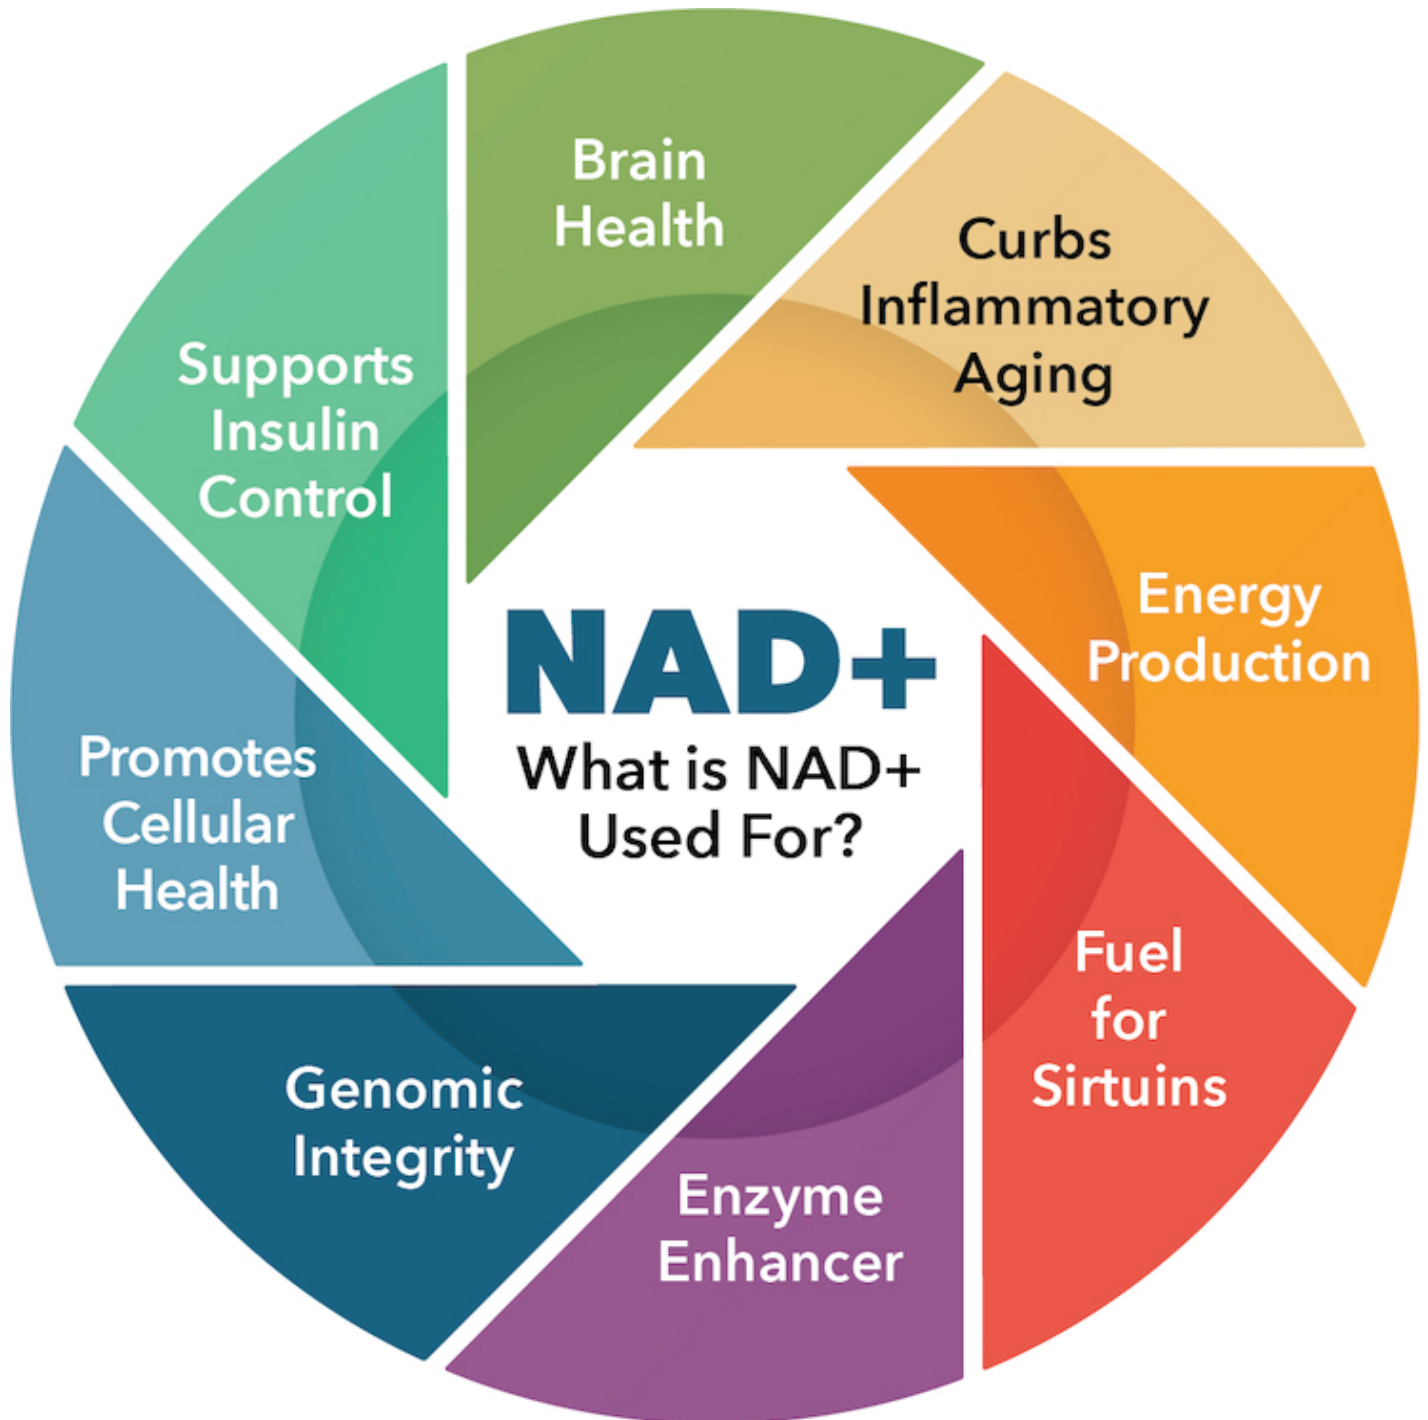 Brain
Health
Curbs
Inflammatory
Aging
Energy
Production
Fuel
for
Sirtuins
Enzyme
Enhancer
Genomic
Integrity
Promotes
Cellular
Health
Supports
Insulin
Control
NAD+
What is NAD+
Used For?